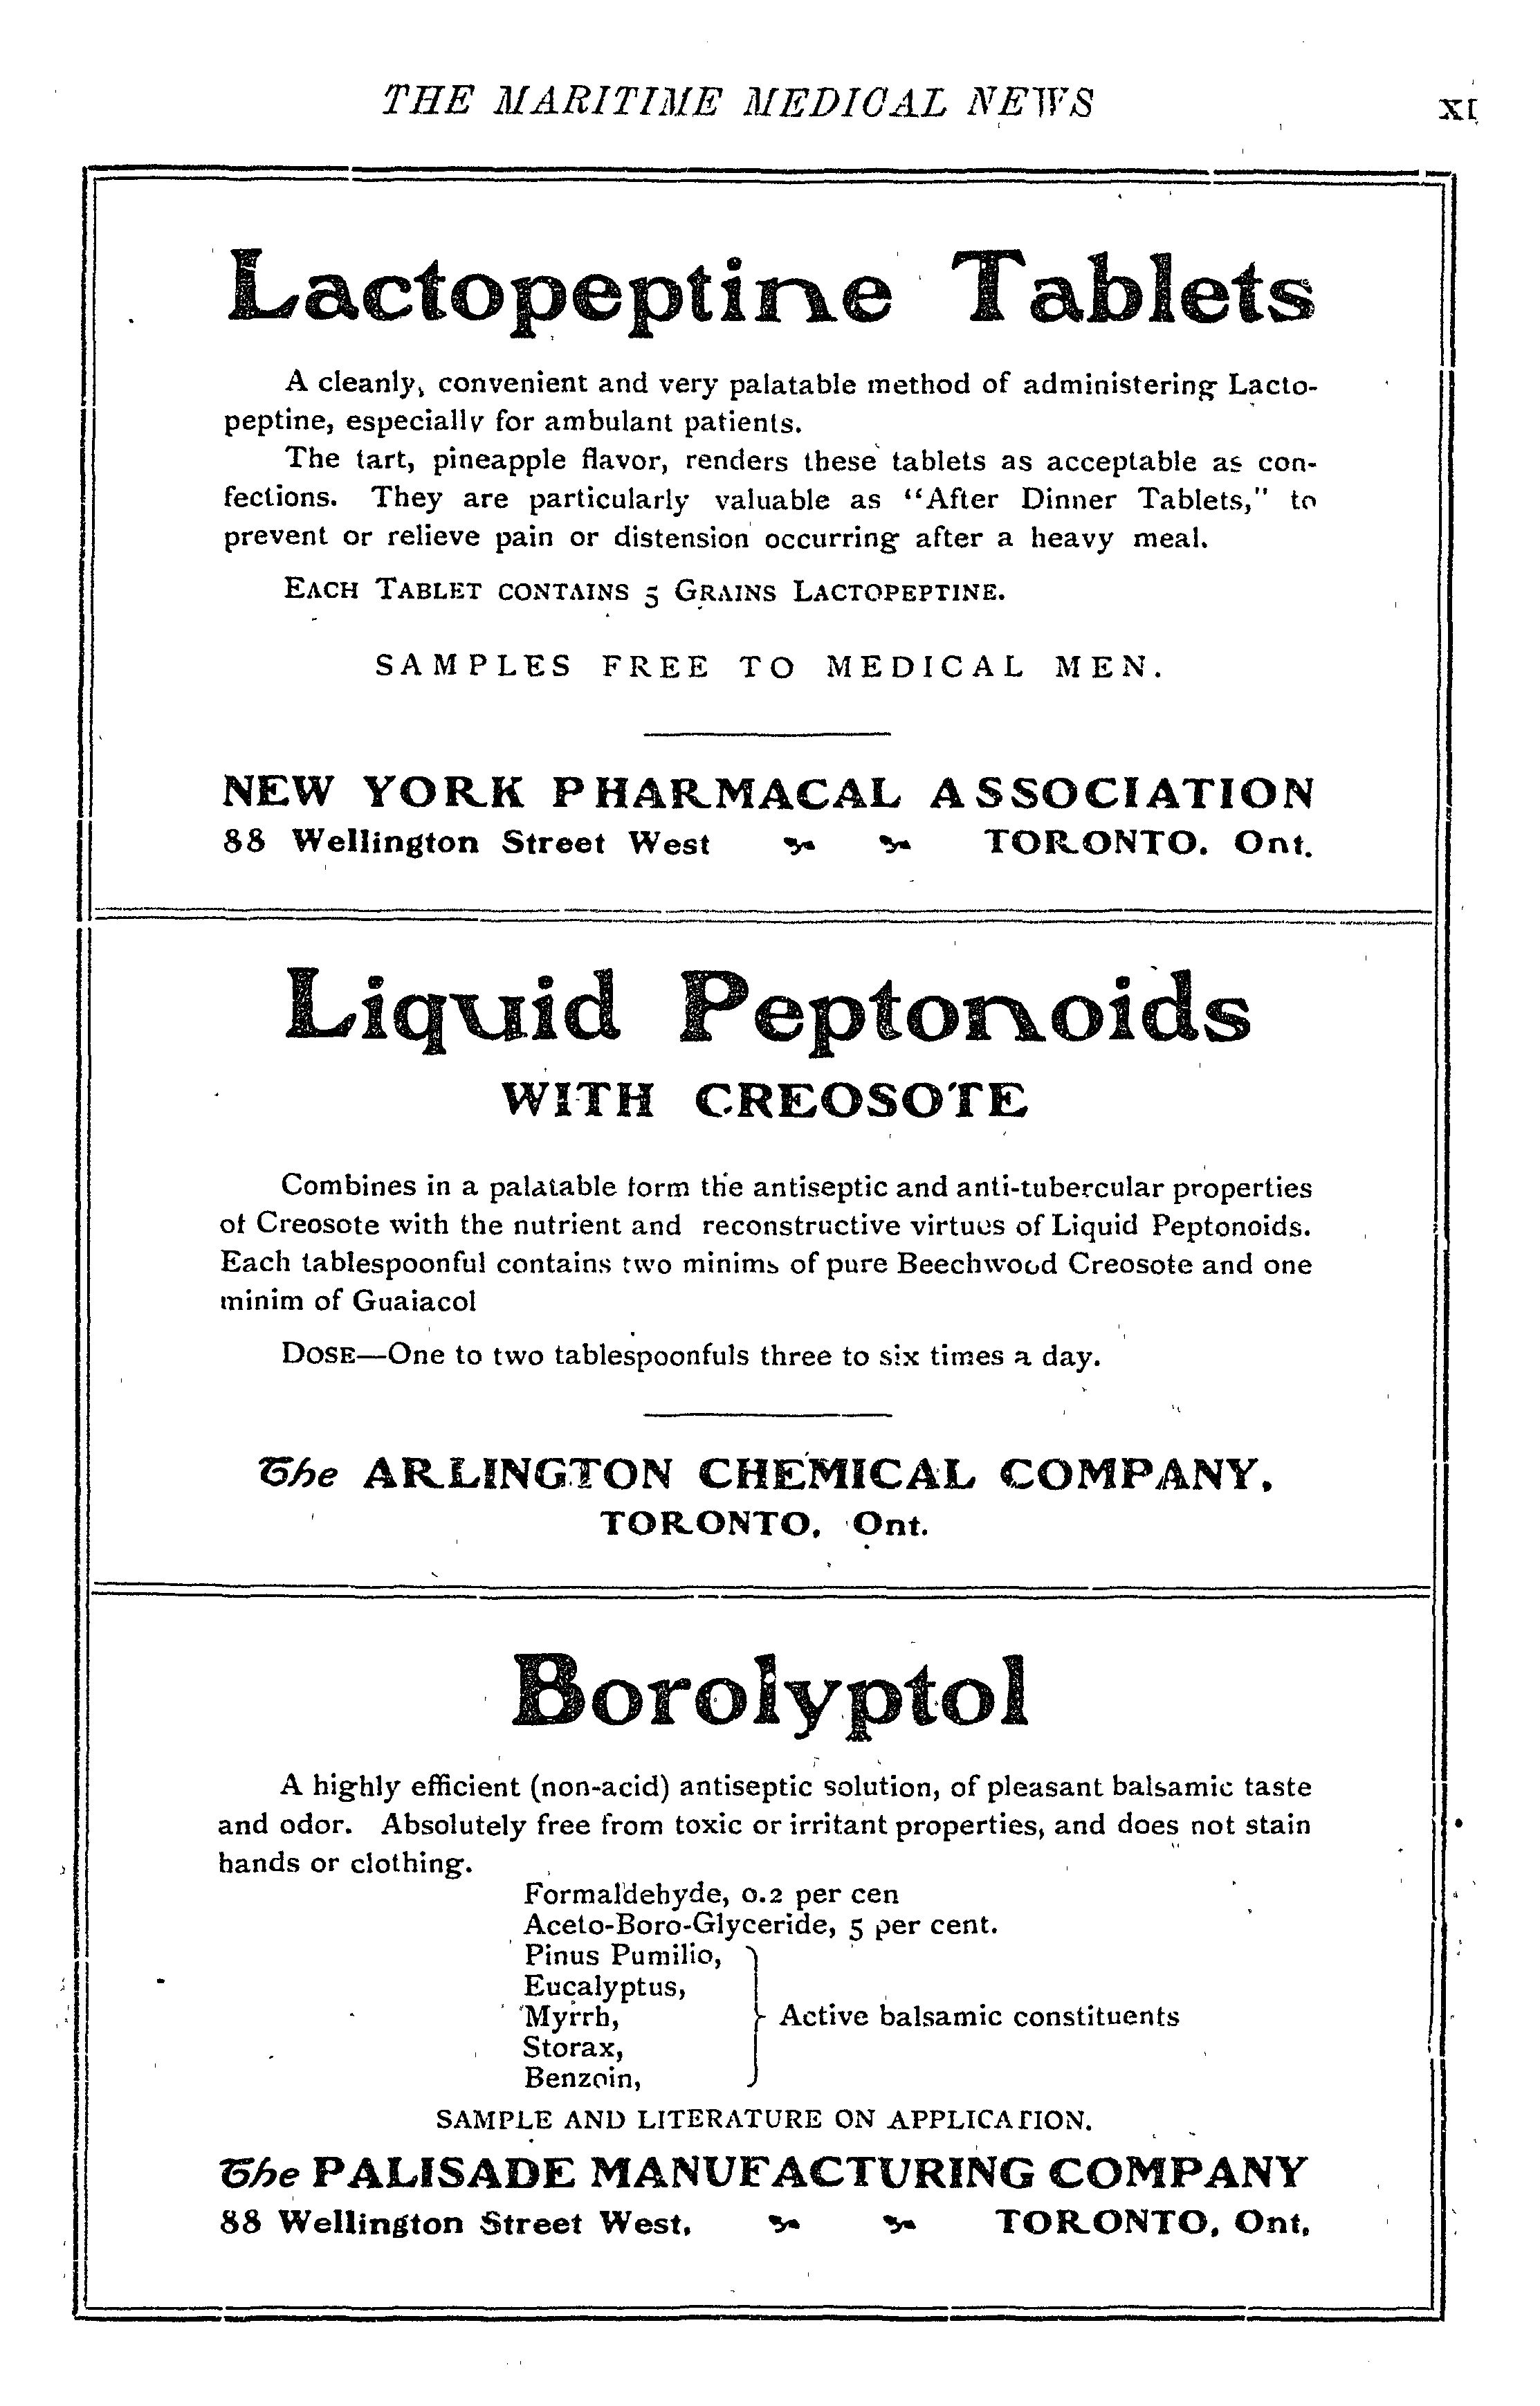 THE MARITIME MEDICAL NEWS
XI
Lactopeptine Tablets
A cleanly, convenient and very palatable method of administering Lacto-
peptine, especially for ambulant patients.
The tart, pineapple flavor, renders these tablets as acceptable as con-
fections. They are particularly valuable as "After Dinner Tablets," to
prevent or relieve pain or distension occurring after a heavy meal.
EACH TABLET CONTAINS 5 GRAINS LACTOPEPTINE.
SAMPLES FREE TO MEDICAL MEN.
NEW YORK PHARMACAL ASSOCIATION
88 Wellington Street West TORONTO. Ont.
Liquid Peptonoids
WITH CREOSOTE
Combines in a palatable form the antiseptic and anti-tubercular properties
of Creosote with the nutrient and reconstructive virtues of Liquid Peptonoids.
Each tablespoonful contains two minims of pure Beechwood Creosote and one
minim of Guaiacol
DOSE—One to two tablespoonfuls three to six times a day.
The ARLINGTON CHEMICAL COMPANY,
TORONTO, Ont.
Borolyptol
A highly efficient (non-acid) antiseptic solution, of pleasant balsamic taste
and odor. Absolutely free from toxic or irritant properties, and does not stain
hands or clothing.
Formaldehyde, 0.2 per cen
Aceto-Boro-Glyceride, 5 per cent.
Pinus Pumilio,
Eucalyptus,
Myrrh, } Active balsamic constituents
Storax,
Benzoin,
SAMPLE AND LITERATURE ON APPLICATION.
The PALISADE MANUFACTURING COMPANY
88 Wellington Street West, TORONTO, Ont,